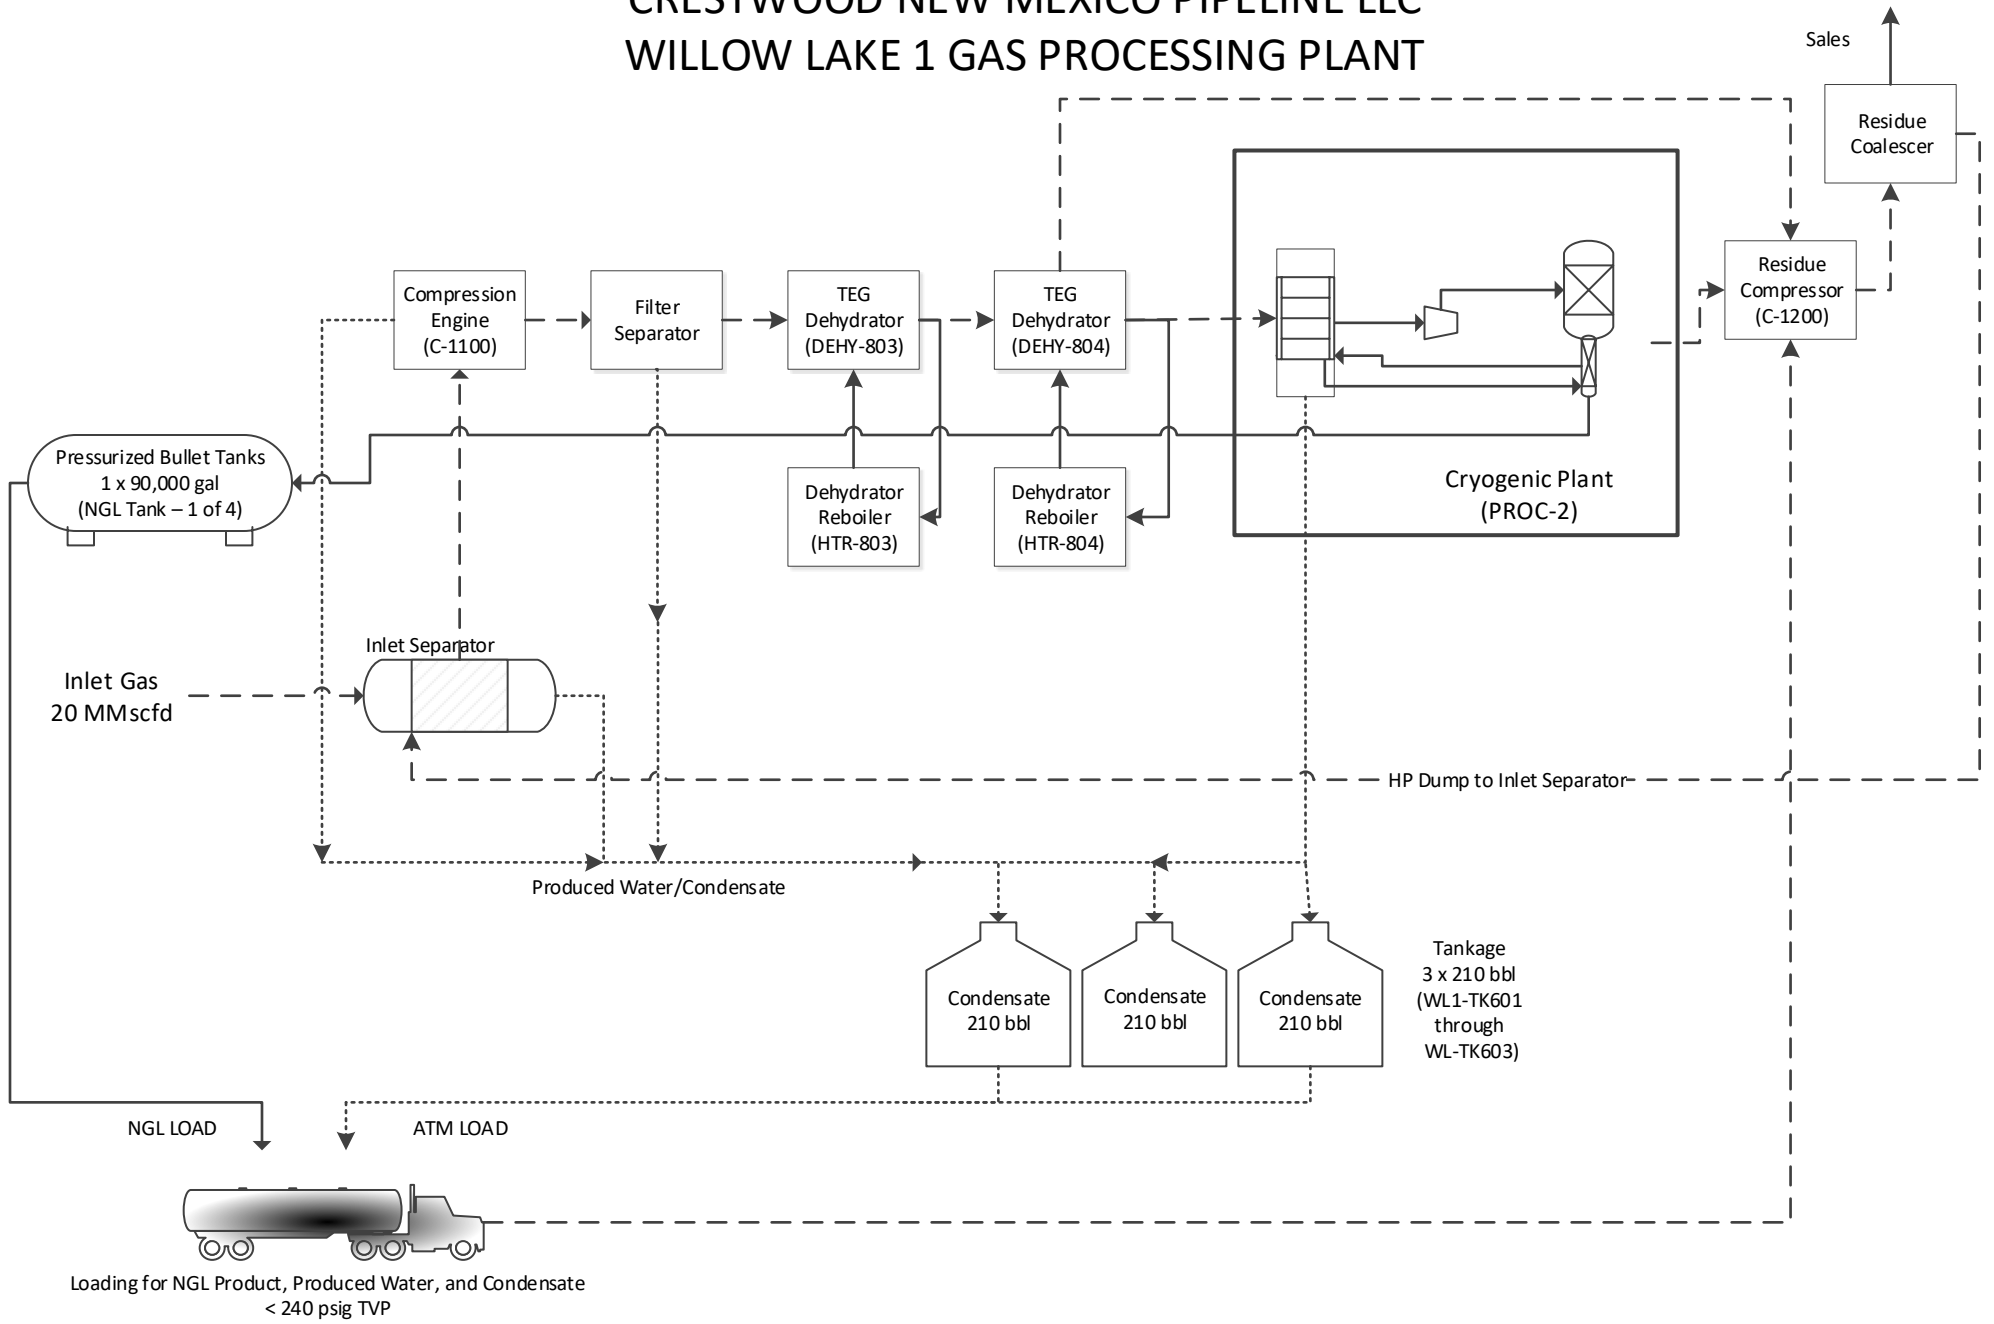 CRESTWOOD NEW MEXICO PIPELINE LLC
WILLOW LAKE 1 GAS PROCESSING PLANT
Sales
Residue
Coalescer
Compression
Engine
(C-1100)
Filter
Separator
TEG
Dehydrator
(DEHY-803)
TEG
Dehydrator
(DEHY-804)
Residue
Compressor
(C-1200)
Pressurized Bullet Tanks
1 x 90,000 gal
(NGL Tank – 1 of 4)
Dehydrator
Reboiler
(HTR-803)
Dehydrator
Reboiler
(HTR-804)
Cryogenic Plant
(PROC-2)
Inlet Separator
Inlet Gas
20 MMscfd
HP Dump to Inlet Separator
Produced Water/Condensate
Condensate
210 bbl
Condensate
210 bbl
Condensate
210 bbl
Tankage
3 x 210 bbl
(WL1-TK601
through
WL-TK603)
NGL LOAD
ATM LOAD
Loading for NGL Product, Produced Water, and Condensate
< 240 psig TVP